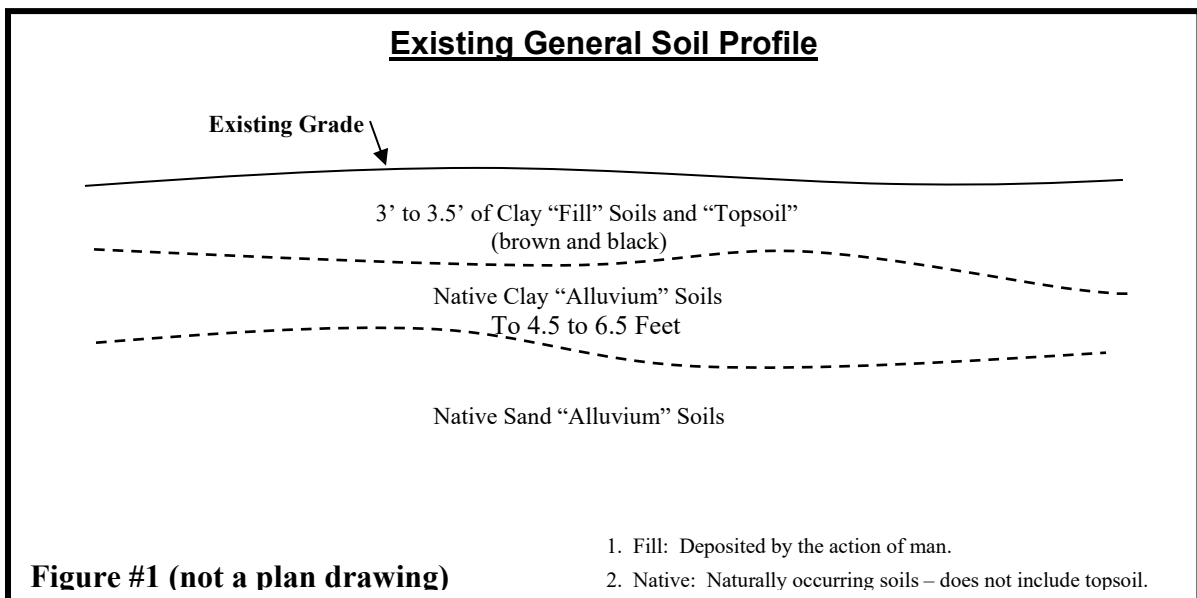 Existing General Soil Profile
Existing Grade
3’ to 3.5’ of Clay “Fill” Soils and “Topsoil”
(brown and black)
Native Clay “Alluvium” Soils
To 4.5 to 6.5 Feet
Native Sand “Alluvium” Soils
1. Fill: Deposited by the action of man.
Figure #1 (not a plan drawing)
2. Native: Naturally occurring soils – does not include topsoil.